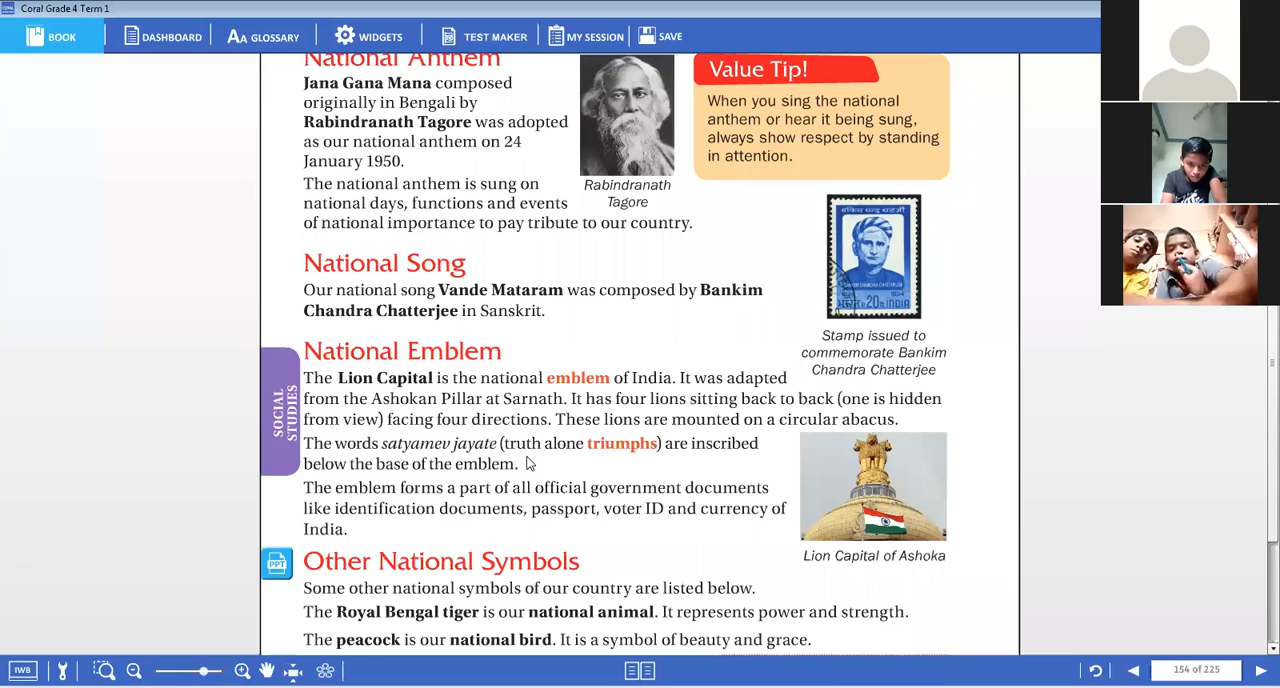 Coral Grade 4 Term 1
BOOK
DASHBOARD
AA GLOSSARY
WIDGETS
TEST MAKER
MY SESSION
SAVE
National Anthem
Jana Gana Mana composed
originally in Bengali by
Rabindranath Tagore was adopted
as our national anthem on 24
January 1950.
The national anthem is sung on
national days, functions and events
of national importance to pay tribute to our country.
Rabindranath
Tagore
Value Tip!
When you sing the national
anthem or hear it being sung,
always show respect by standing
in attention.
National Song
Our national song Vande Mataram was composed by Bankim
Chandra Chatterjee in Sanskrit.
Stamp issued to
commemorate Bankim
Chandra Chatterjee
SOCIAL
STUDIES
National Emblem
The Lion Capital is the national emblem of India. It was adapted
from the Ashokan Pillar at Sarnath. It has four lions sitting back to back (one is hidden
from view) facing four directions. These lions are mounted on a circular abacus.
The words satyamev jayate (truth alone triumphs) are inscribed
below the base of the emblem.
The emblem forms a part of all official government documents
like identification documents, passport, voter ID and currency of
India.
Lion Capital of Ashoka
PPT
Other National Symbols
Some other national symbols of our country are listed below.
The Royal Bengal tiger is our national animal. It represents power and strength.
The peacock is our national bird. It is a symbol of beauty and grace.
IWB
154 of 225